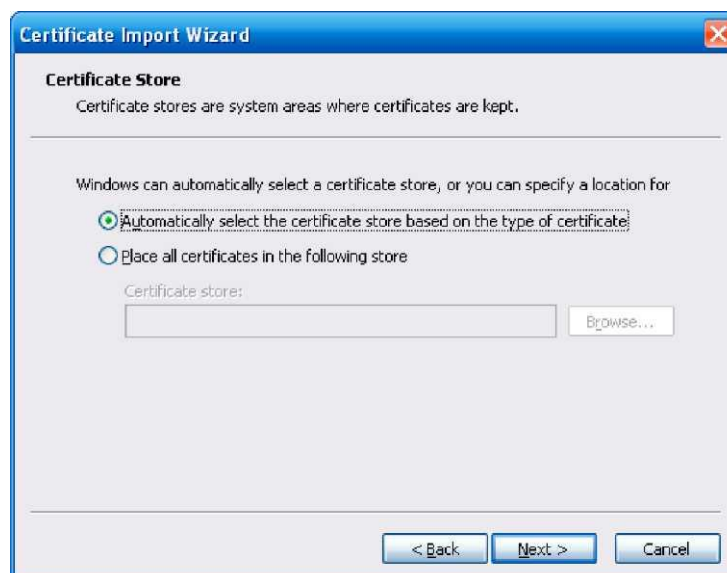 Certificate Import Wizard
Certificate Store
Certificate stores are system areas where certificates are kept.
Windows can automatically select a certificate store, or you can specify a location for
Automatically select the certificate store based on the type of certificate
Place all certificates in the following store
Certificate store:
Browse...
< Back Next > Cancel